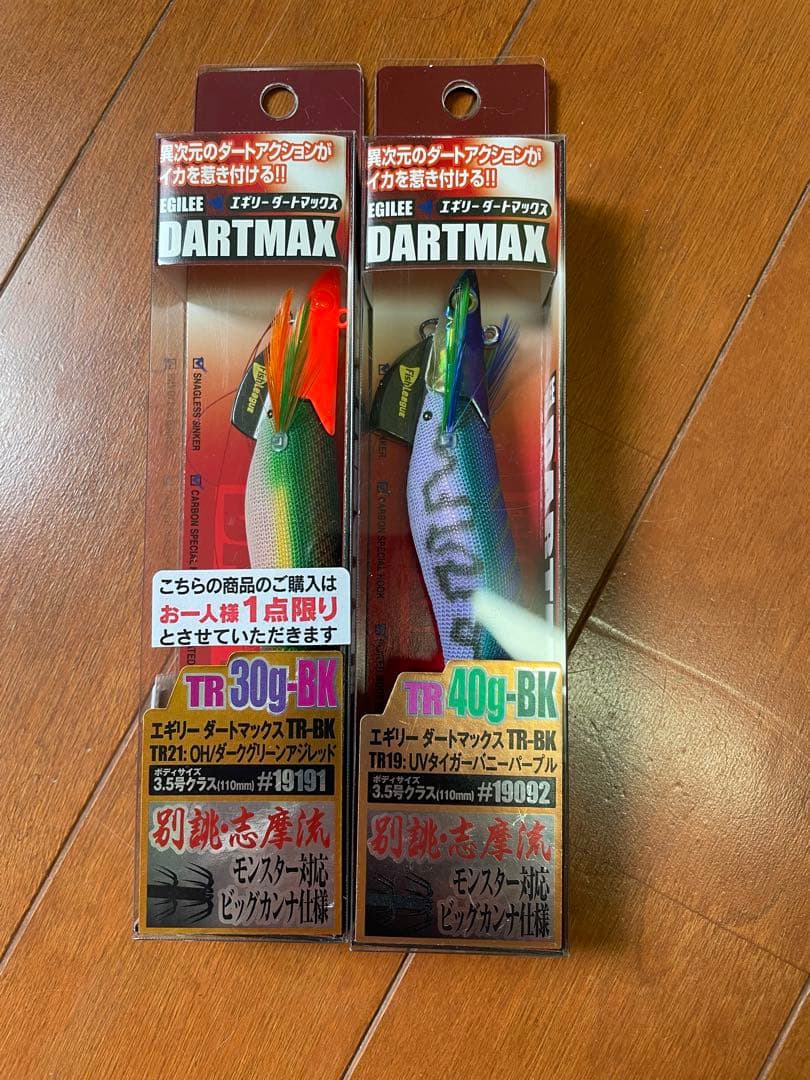 異次元のダートアクションが
イカを惹き付ける!!
EGILEE エギリー ダートマックス
DARTMAX
FishLeague
SNAGLESS SINKER
CARBON SPECIAL
こちらの商品のご購入は
お一人様1点限り
とさせていただきます
TR 30g-BK
エギリー ダートマックス TR-BK
TR21: OH/ダークグリーンアジレッド
ボディサイズ
3.5号クラス(110mm) #19191
別誂・志摩流
モンスター対応
ビッグカンナ仕様
異次元のダートアクションが
イカを惹き付ける!!
EGILEE エギリー ダートマックス
DARTMAX
FishLeague
SNAGLESS SINKER
CARBON SPECIAL HOOK
TR 40g-BK
エギリー ダートマックス TR-BK
TR19: UVタイガーバニーパープル
ボディサイズ
3.5号クラス(110mm) #19092
別誂・志摩流
モンスター対応
ビッグカンナ仕様